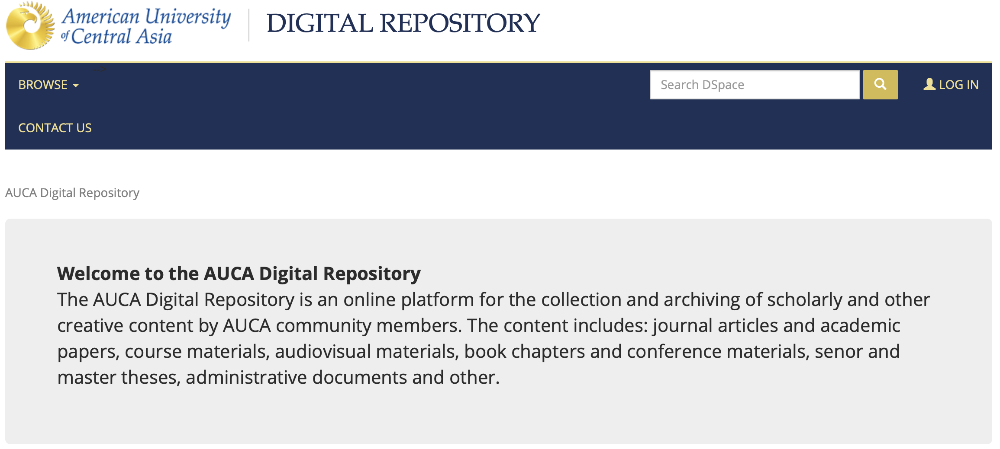 American University
of Central Asia
DIGITAL REPOSITORY
-->
BROWSE
Search DSpace
LOG IN
CONTACT US
AUCA Digital Repository
Welcome to the AUCA Digital Repository
The AUCA Digital Repository is an online platform for the collection and archiving of scholarly and other
creative content by AUCA community members. The content includes: journal articles and academic
papers, course materials, audiovisual materials, book chapters and conference materials, senor and
master theses, administrative documents and other.